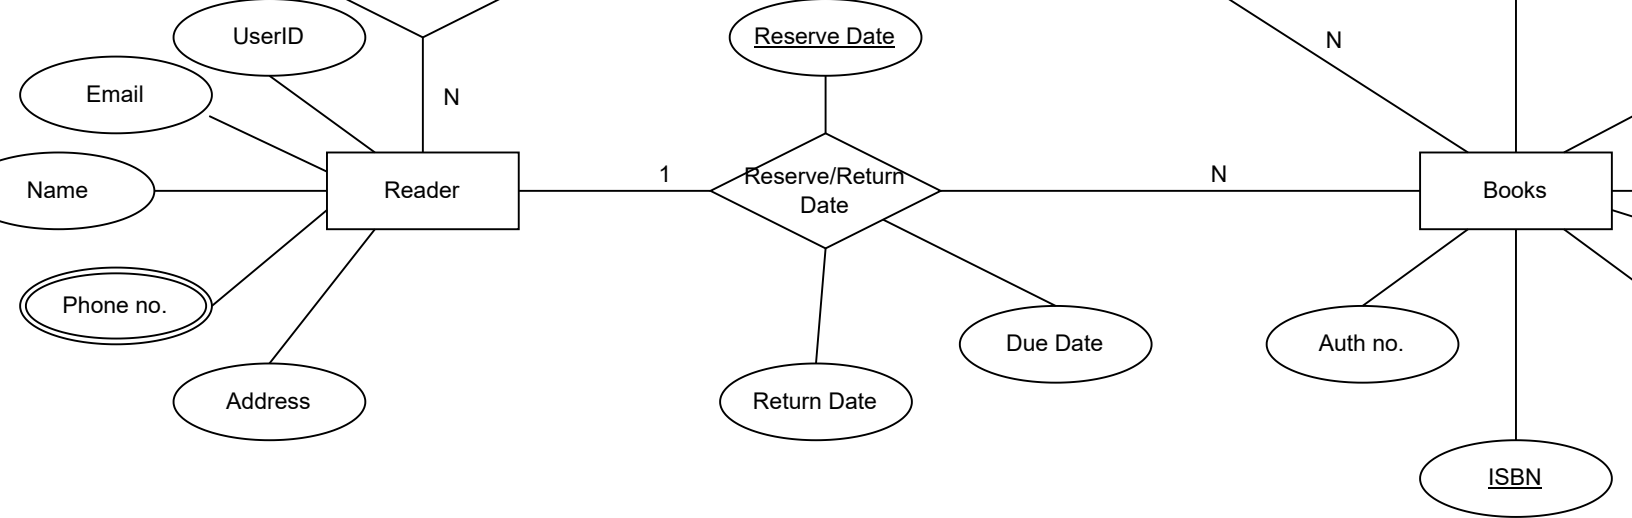 UserID
Reserve Date
N
Email
N
1
N
Reserve/Return
Date
Name
Reader
Books
Phone no.
Due Date
Auth no.
Address
Return Date
ISBN